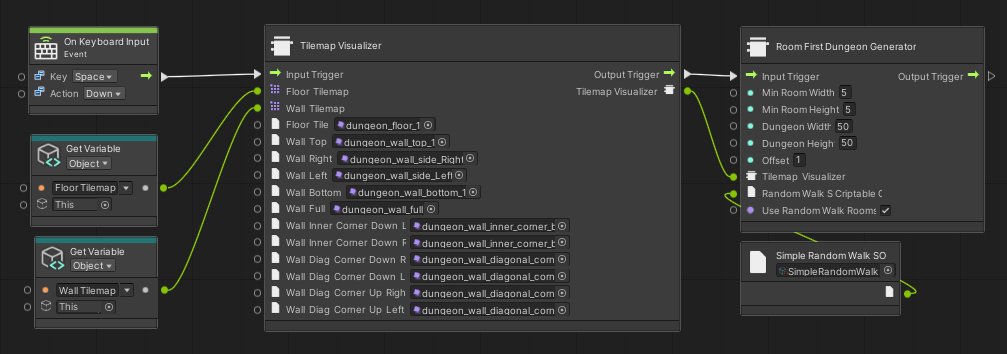 On Keyboard Input
Event
Key Space
Action Down
Get Variable
Object
Floor Tilemap
This
Get Variable
Object
Wall Tilemap
This
Tilemap Visualizer
Input Trigger Output Trigger
Floor Tilemap Tilemap Visualizer
Wall Tilemap
Floor Tile dungeon_floor_1
Wall Top dungeon_wall_top_1
Wall Right dungeon_wall_side_Right
Wall Left dungeon_wall_side_Left
Wall Bottom dungeon_wall_bottom_1
Wall Full dungeon_wall_full
Wall Inner Corner Down L dungeon_wall_inner_corner_b
Wall Inner Corner Down F dungeon_wall_inner_corner_b
Wall Diag Corner Down R dungeon_wall_diagonal_corn
Wall Diag Corner Down L dungeon_wall_diagonal_corn
Wall Diag Corner Up Righ dungeon_wall_diagonal_corn
Wall Diag Corner Up Left dungeon_wall_diagonal_corn
Room First Dungeon Generator
Input Trigger Output Trigger
Min Room Width 5
Min Room Height 5
Dungeon Width 50
Dungeon Heigh 50
Offset 1
Tilemap Visualizer
Random Walk S Criptable C
Use Random Walk Rooms
Simple Random Walk SO
SimpleRandomWalk